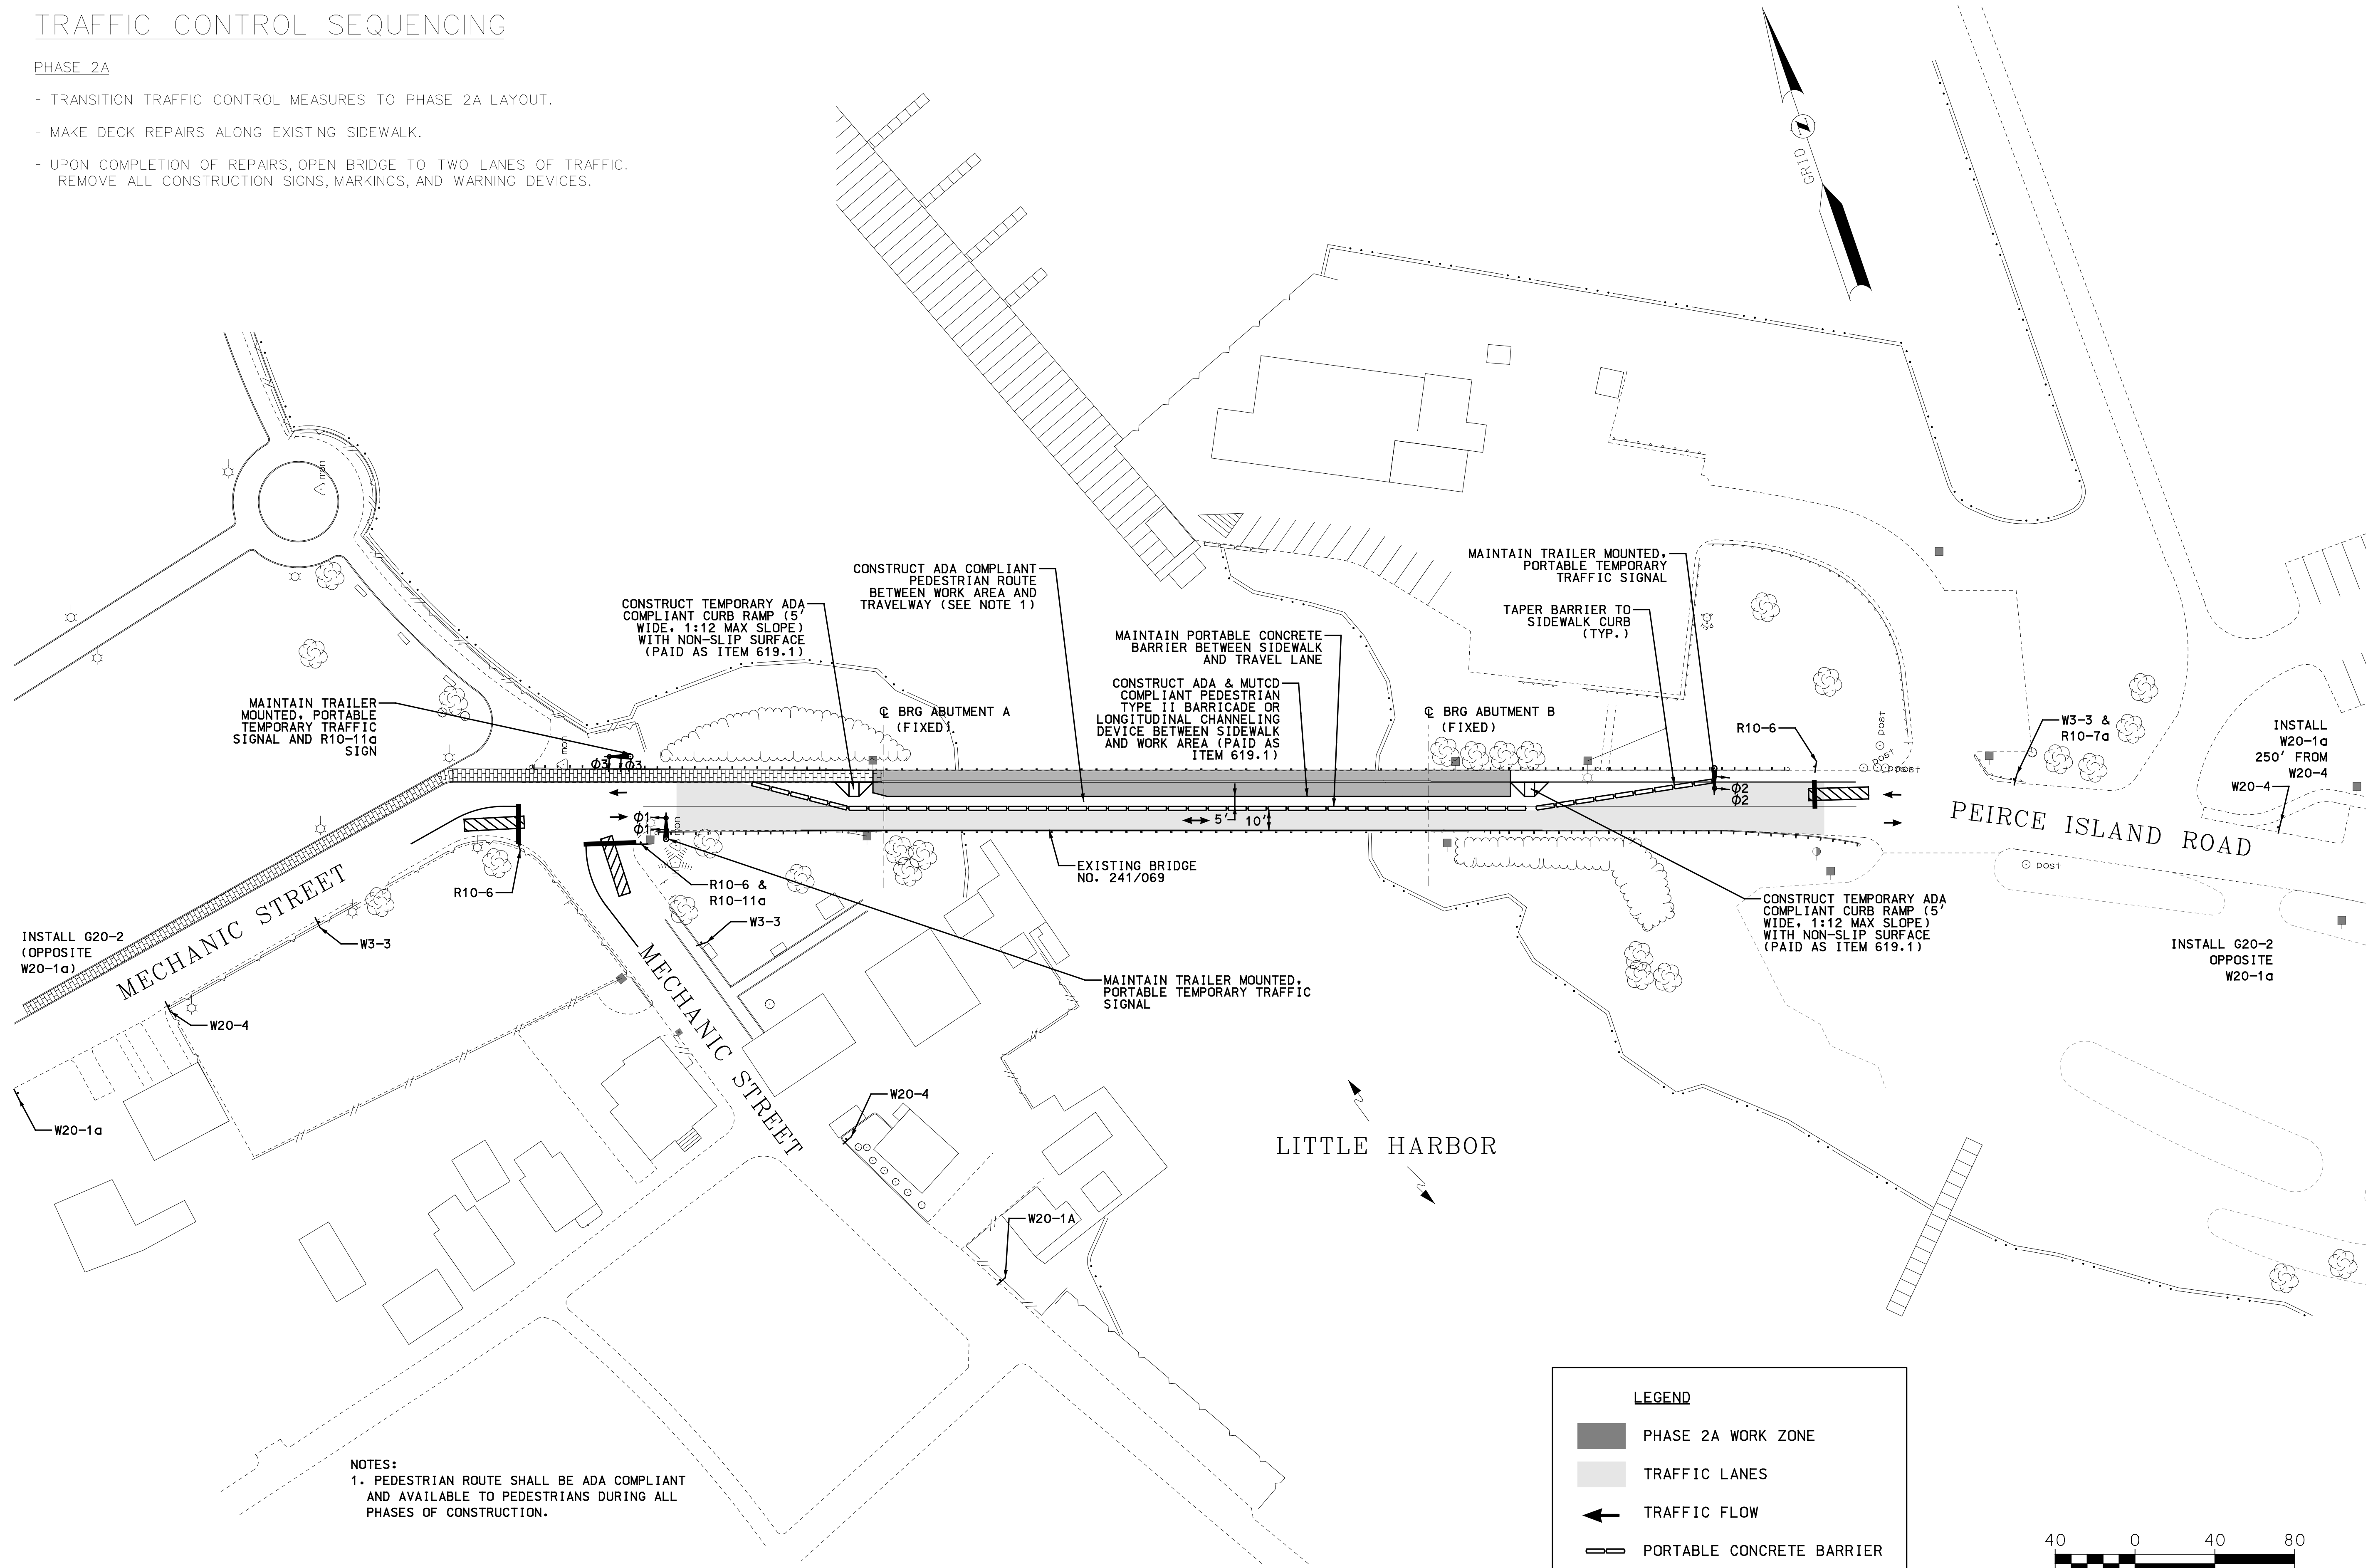 TRAFFIC CONTROL SEQUENCING
PHASE 2A
- TRANSITION TRAFFIC CONTROL MEASURES TO PHASE 2A LAYOUT.
- MAKE DECK REPAIRS ALONG EXISTING SIDEWALK.
- UPON COMPLETION OF REPAIRS, OPEN BRIDGE TO TWO LANES OF TRAFFIC.
REMOVE ALL CONSTRUCTION SIGNS, MARKINGS, AND WARNING DEVICES.
GRID
N
mon
CONSTRUCT ADA COMPLIANT
PEDESTRIAN ROUTE
BETWEEN WORK AREA AND
TRAVELWAY (SEE NOTE 1)
MAINTAIN TRAILER MOUNTED,
PORTABLE TEMPORARY
TRAFFIC SIGNAL
CONSTRUCT TEMPORARY ADA
COMPLIANT CURB RAMP (5'
WIDE, 1:12 MAX SLOPE)
WITH NON-SLIP SURFACE
(PAID AS ITEM 619.1)
TAPER BARRIER TO
SIDEWALK CURB
(TYP.)
MAINTAIN PORTABLE CONCRETE
BARRIER BETWEEN SIDEWALK
AND TRAVEL LANE
CONSTRUCT ADA & MUTCD
COMPLIANT PEDESTRIAN
TYPE II BARRICADE OR
LONGITUDINAL CHANNELING
DEVICE BETWEEN SIDEWALK
AND WORK AREA (PAID AS
ITEM 619.1)
MAINTAIN TRAILER
MOUNTED, PORTABLE
TEMPORARY TRAFFIC
SIGNAL AND R10-11a
SIGN
℄ BRG ABUTMENT A
(FIXED)
℄ BRG ABUTMENT B
(FIXED)
R10-6
W3-3 &
R10-7a
INSTALL
W20-1a
250' FROM
W20-4
W20-4
post
post
post
mon
Φ3
Φ3
Φ2
Φ2
Φ1
Φ1
mon
5'
10'
PEIRCE ISLAND ROAD
post
EXISTING BRIDGE
NO. 241/069
R10-6
R10-6 &
R10-11a
W3-3
W3-3
MECHANIC STREET
INSTALL G20-2
(OPPOSITE
W20-1a)
CONSTRUCT TEMPORARY ADA
COMPLIANT CURB RAMP (5'
WIDE, 1:12 MAX SLOPE)
WITH NON-SLIP SURFACE
(PAID AS ITEM 619.1)
INSTALL G20-2
OPPOSITE
W20-1a
MAINTAIN TRAILER MOUNTED,
PORTABLE TEMPORARY TRAFFIC
SIGNAL
MECHANIC STREET
W20-4
W20-4
W20-1a
LITTLE HARBOR
W20-1A
NOTES:
1. PEDESTRIAN ROUTE SHALL BE ADA COMPLIANT
AND AVAILABLE TO PEDESTRIANS DURING ALL
PHASES OF CONSTRUCTION.
LEGEND
PHASE 2A WORK ZONE
TRAFFIC LANES
TRAFFIC FLOW
PORTABLE CONCRETE BARRIER
40 0 40 80